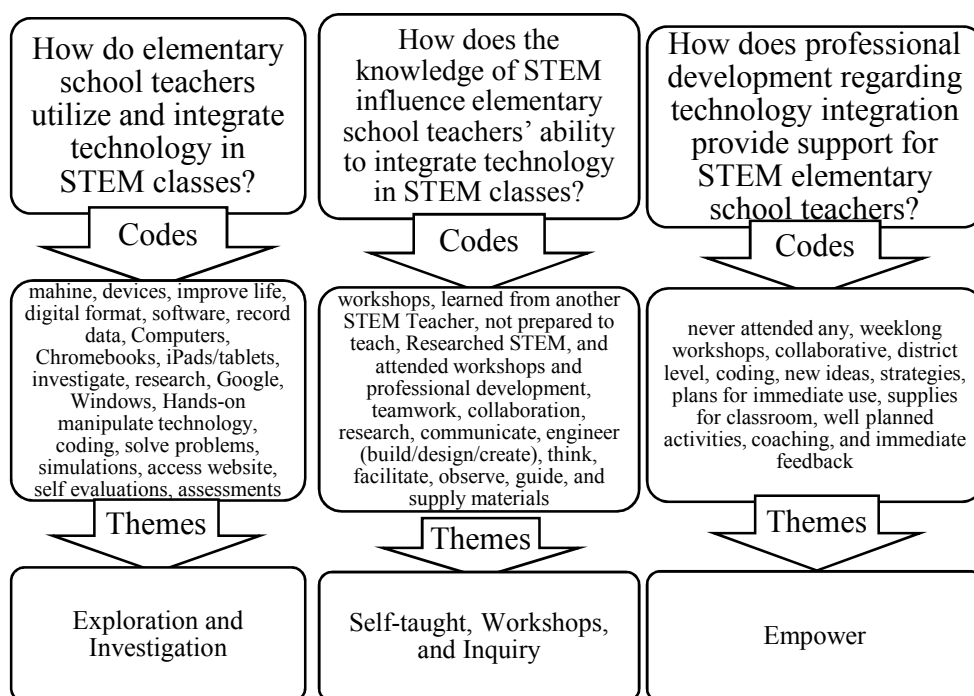 How do elementary
school teachers
utilize and integrate
technology in
STEM classes?
Codes
mahine, devices, improve life,
digital format, software, record
data, Computers,
Chromebooks, iPads/tablets,
investigate, research, Google,
Windows, Hands-on
manipulate technology,
coding, solve problems,
simulations, access website,
self evaluations, assessments
Themes
Exploration and
Investigation
How does the
knowledge of STEM
influence elementary
school teachers’ ability
to integrate technology
in STEM classes?
Codes
workshops, learned from another
STEM Teacher, not prepared to
teach, Researched STEM, and
attended workshops and
professional development,
teamwork, collaboration,
research, communicate, engineer
(build/design/create), think,
facilitate, observe, guide, and
supply materials
Themes
Self-taught, Workshops,
and Inquiry
How does professional
development regarding
technology integration
provide support for
STEM elementary
school teachers?
Codes
never attended any, weeklong
workshops, collaborative, district
level, coding, new ideas, strategies,
plans for immediate use, supplies
for classroom, well planned
activities, coaching, and immediate
feedback
Themes
Empower